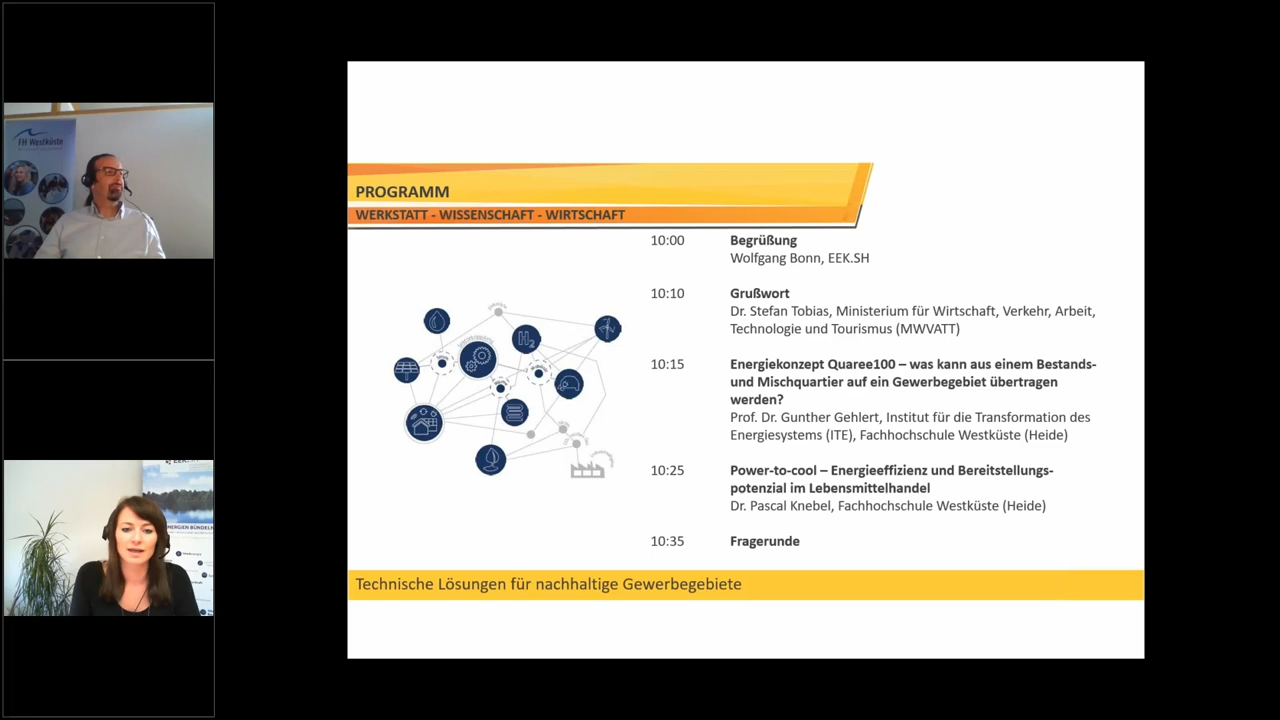 FH Westküste
EEK.SH
PROGRAMM
WERKSTATT - WISSENSCHAFT - WIRTSCHAFT
10:00 Begrüßung
Wolfgang Bonn, EEK.SH
10:10 Grußwort
Dr. Stefan Tobias, Ministerium für Wirtschaft, Verkehr, Arbeit,
Technologie und Tourismus (MWVATT)
10:15 Energiekonzept Quaree100 – was kann aus einem Bestands-
und Mischquartier auf ein Gewerbegebiet übertragen
werden?
Prof. Dr. Gunther Gehlert, Institut für die Transformation des
Energiesystems (ITE), Fachhochschule Westküste (Heide)
10:25 Power-to-cool – Energieeffizienz und Bereitstellungs-
potenzial im Lebensmittelhandel
Dr. Pascal Knebel, Fachhochschule Westküste (Heide)
10:35 Fragerunde
H2
Technische Lösungen für nachhaltige Gewerbegebiete